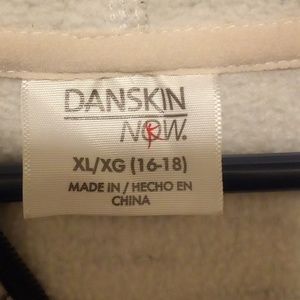 DANSKIN
NOW.
XL/XG (16-18)
MADE IN / HECHO EN
CHINA